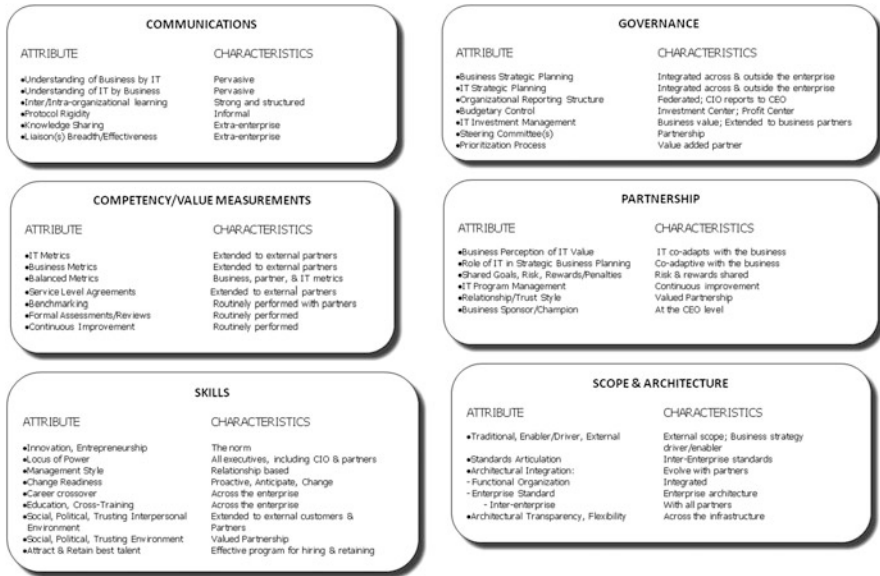 COMMUNICATIONS
ATTRIBUTE CHARACTERISTICS
•Understanding of Business by IT Pervasive
•Understanding of IT by Business Pervasive
•Inter/Intra-organizational learning Strong and structured
•Protocol Rigidity Informal
•Knowledge Sharing Extra-enterprise
•Liaison(s) Breadth/Effectiveness Extra-enterprise
GOVERNANCE
ATTRIBUTE CHARACTERISTICS
•Business Strategic Planning Integrated across & outside the enterprise
•IT Strategic Planning Integrated across & outside the enterprise
•Organizational Reporting Structure Federated; CIO reports to CEO
•Budgetary Control Investment Center; Profit Center
•IT Investment Management Business value; Extended to business partners
•Steering Committee(s) Partnership
•Prioritization Process Value added partner
COMPETENCY/VALUE MEASUREMENTS
ATTRIBUTE CHARACTERISTICS
•IT Metrics Extended to external partners
•Business Metrics Extended to external partners
•Balanced Metrics Business, partner, & IT metrics
•Service Level Agreements Extended to external partners
•Benchmarking Routinely performed with partners
•Formal Assessments/Reviews Routinely performed
•Continuous Improvement Routinely performed
PARTNERSHIP
ATTRIBUTE CHARACTERISTICS
•Business Perception of IT Value IT co-adapts with the business
•Role of IT in Strategic Business Planning Co-adaptive with the business
•Shared Goals, Risk, Rewards/Penalties Risk & rewards shared
•IT Program Management Continuous improvement
•Relationship/Trust Style Valued Partnership
•Business Sponsor/Champion At the CEO level
SKILLS
ATTRIBUTE CHARACTERISTICS
•Innovation, Entrepreneurship The norm
•Locus of Power All executives, including CIO & partners
•Management Style Relationship based
•Change Readiness Proactive, Anticipate, Change
•Career crossover Across the enterprise
•Education, Cross-Training Across the enterprise
•Social, Political, Trusting Interpersonal Extended to external customers &
Environment Partners
•Social, Political, Trusting Environment Valued Partnership
•Attract & Retain best talent Effective program for hiring & retaining
SCOPE & ARCHITECTURE
ATTRIBUTE CHARACTERISTICS
•Traditional, Enabler/Driver, External External scope; Business strategy
driver/enabler
•Standards Articulation Inter-Enterprise standards
•Architectural Integration: Evolve with partners
- Functional Organization Integrated
- Enterprise Standard Enterprise architecture
- Inter-enterprise With all partners
•Architectural Transparency, Flexibility Across the infrastructure